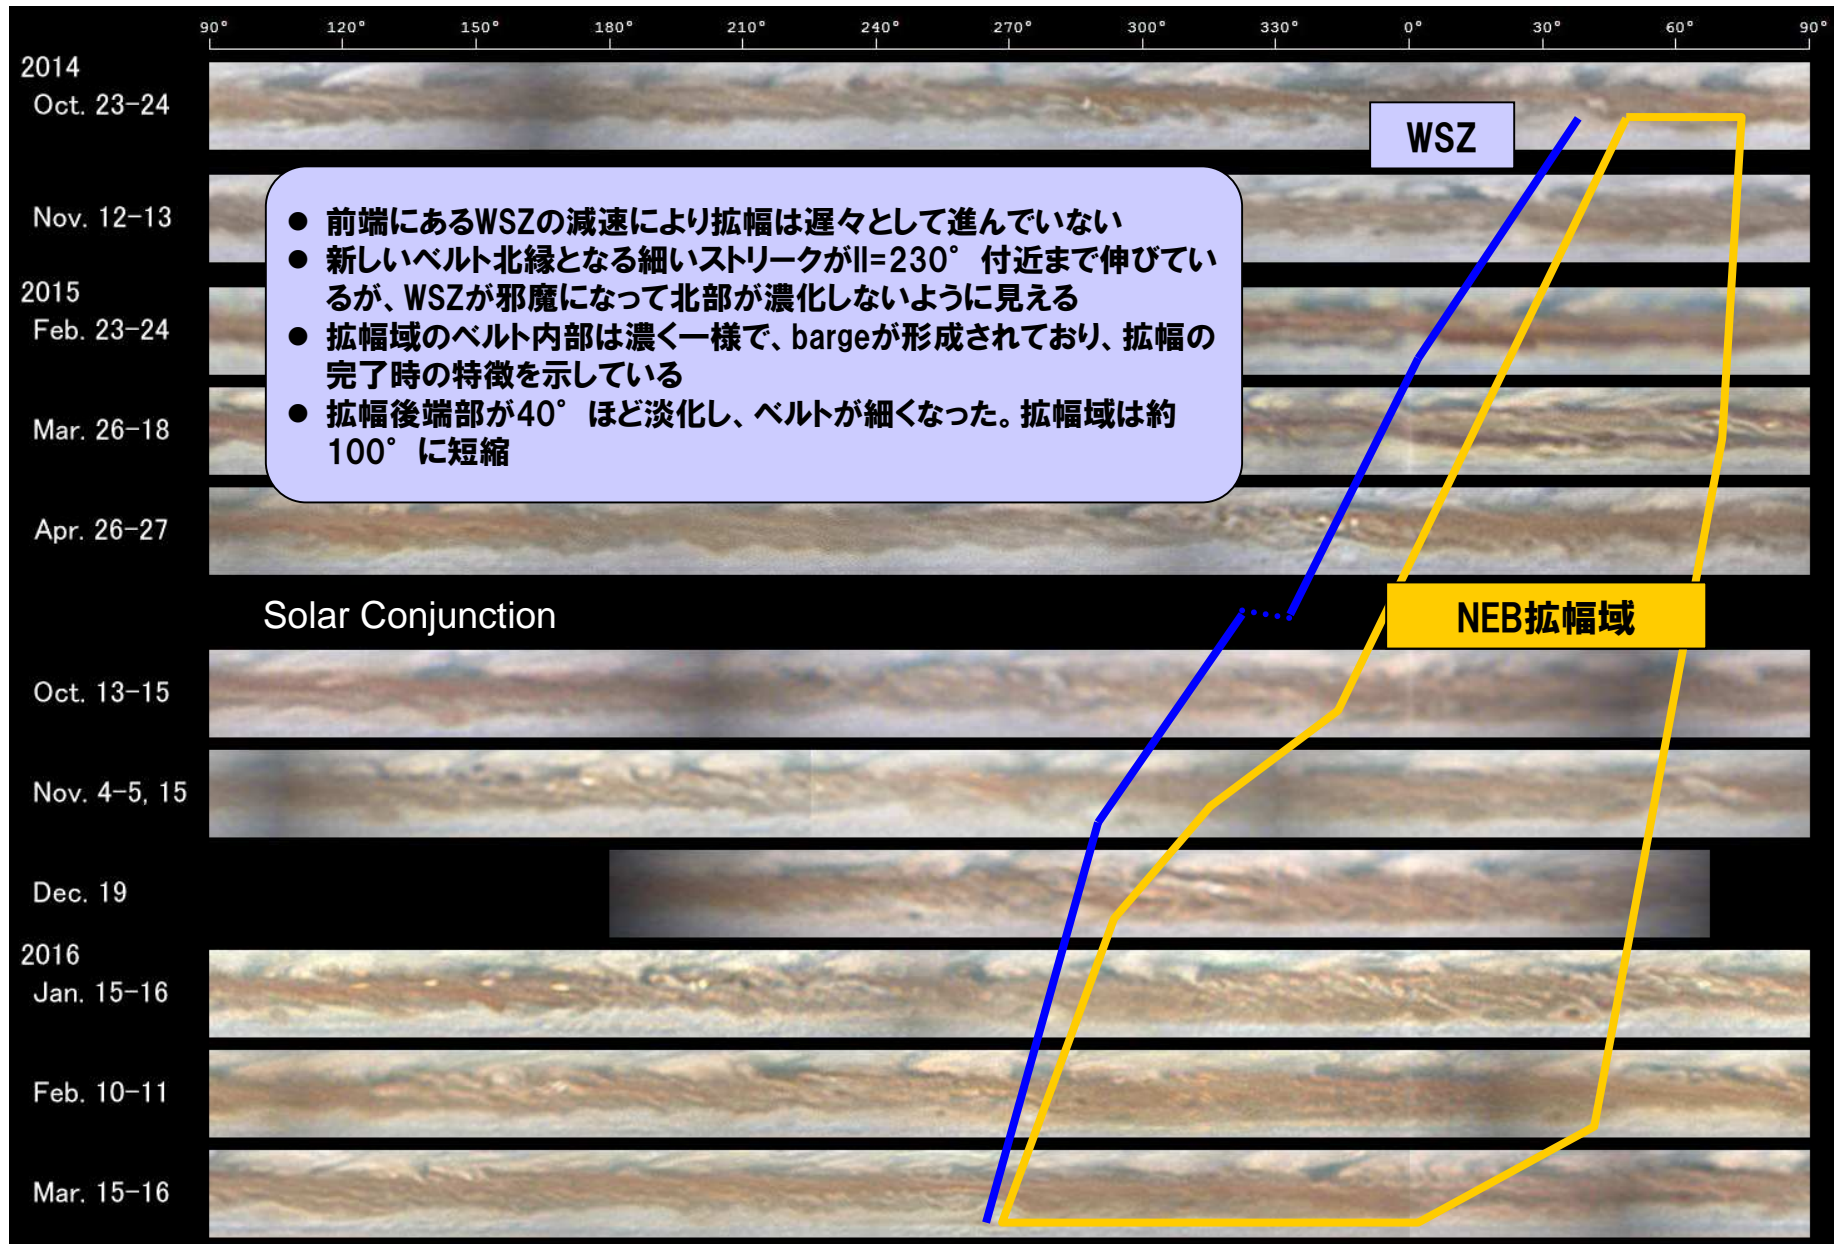 90° 120° 150° 180° 210° 240° 270° 300° 330° 0° 30° 60° 90°
2014
Oct. 23-24
WSZ
Nov. 12-13
● 前端にあるWSZの減速により拡幅は遅々として進んでいない
● 新しいベルト北縁となる細いストリークがII=230°付近まで伸びてい
るが、WSZが邪魔になって北部が濃化しないように見える
● 拡幅域のベルト内部は濃く一様で、bargeが形成されており、拡幅の
完了時の特徴を示している
● 拡幅後端部が40°ほど淡化し、ベルトが細くなった。拡幅域は約
100°に短縮
2015
Feb. 23-24
Mar. 26-18
Apr. 26-27
Solar Conjunction
NEB拡幅域
Oct. 13-15
Nov. 4-5, 15
Dec. 19
2016
Jan. 15-16
Feb. 10-11
Mar. 15-16